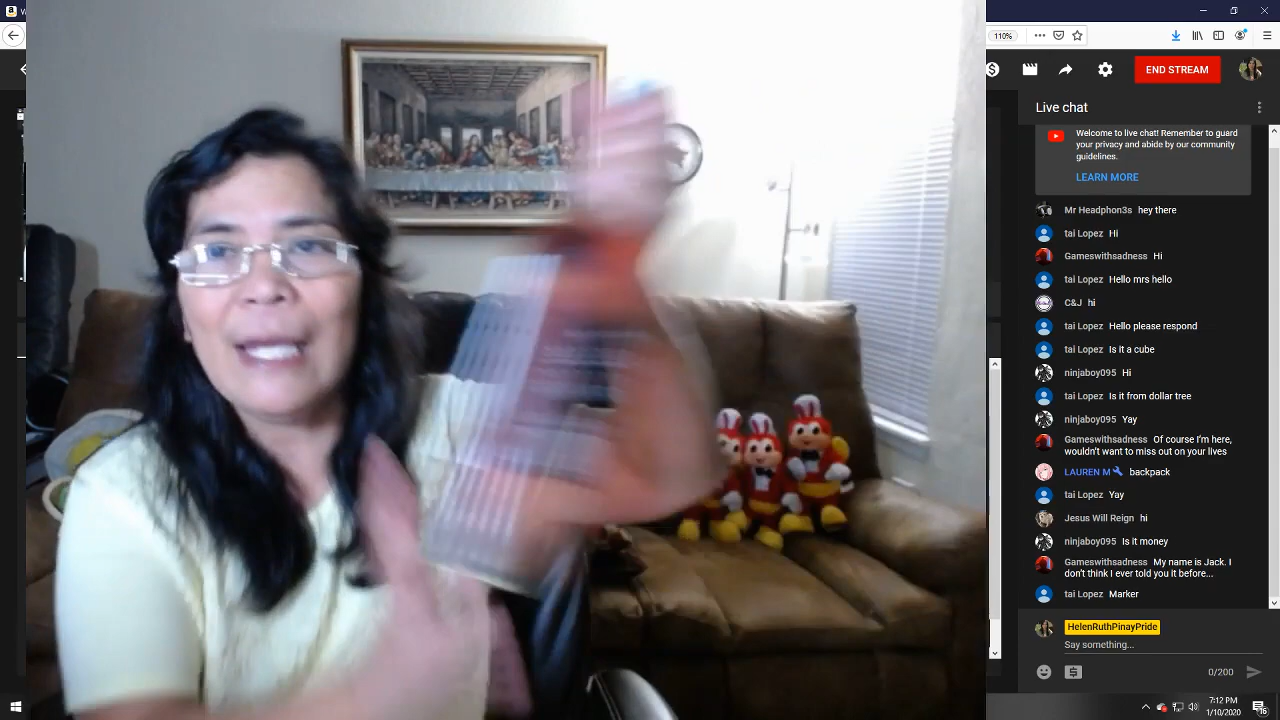 110%
END STREAM
Live chat
Welcome to live chat! Remember to guard
your privacy and abide by our community
guidelines.
LEARN MORE
Mr Headphon3s hey there
tai Lopez Hi
Gameswithsadness Hi
tai Lopez Hello mrs hello
C&J hi
tai Lopez Hello please respond
tai Lopez Is it a cube
ninjaboy095 Hi
tai Lopez Is it from dollar tree
ninjaboy095 Yay
Gameswithsadness Of course I'm here,
wouldn't want to miss out on your lives
LAUREN M backpack
tai Lopez Yay
Jesus Will Reign hi
ninjaboy095 Is it money
Gameswithsadness My name is Jack. I
don't think I ever told you it before...
tai Lopez Marker
HelenRuthPinayPride
Say something...
0/200
7:12 PM
1/10/2020